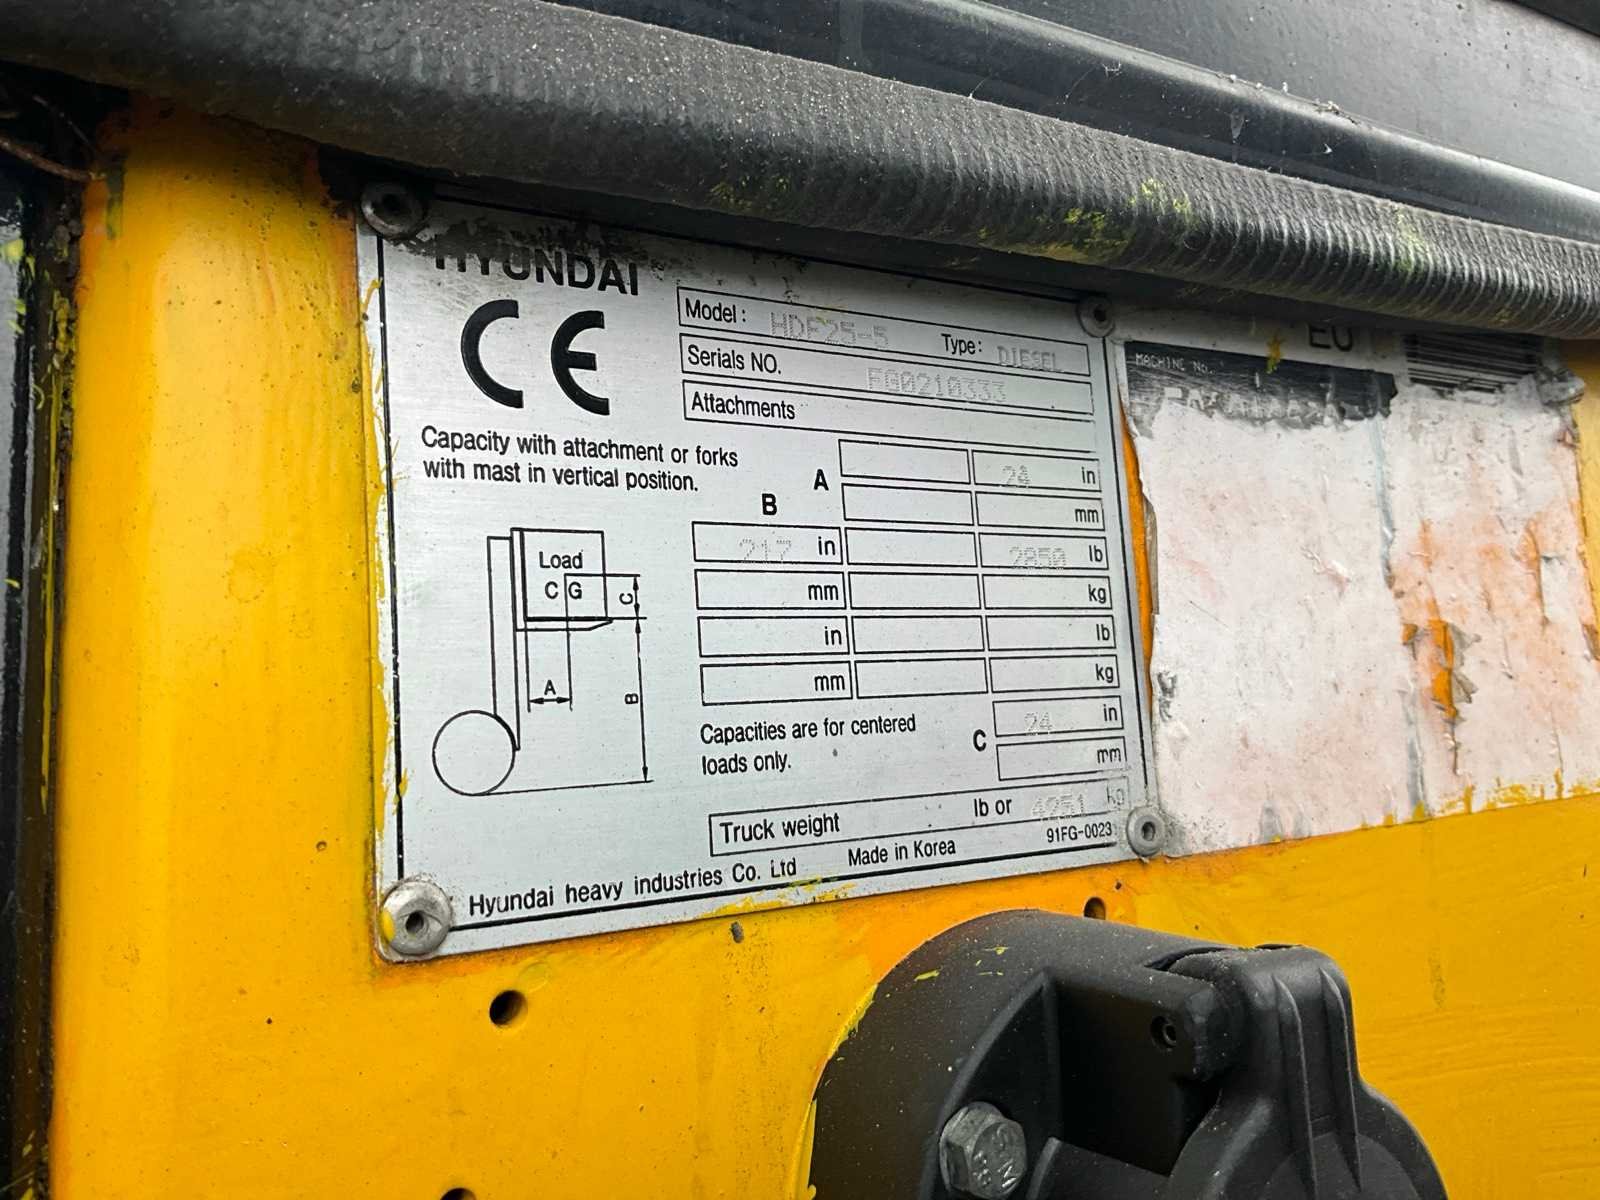 HYUNDAI
CE
Model: HDF25-5 Type: DIESEL
Serials NO. FG0210333
Attachments
Capacity with attachment or forks
with mast in vertical position.
A 24 in
mm
B
217 in 2850 lb
mm kg
in lb
mm kg
Load
C G
C
A
B
Capacities are for centered
loads only.
C 24 in
mm
Truck weight lb or 4251 kg
91FG-0023
Hyundai heavy industries Co. Ltd Made in Korea
MACHINE No.